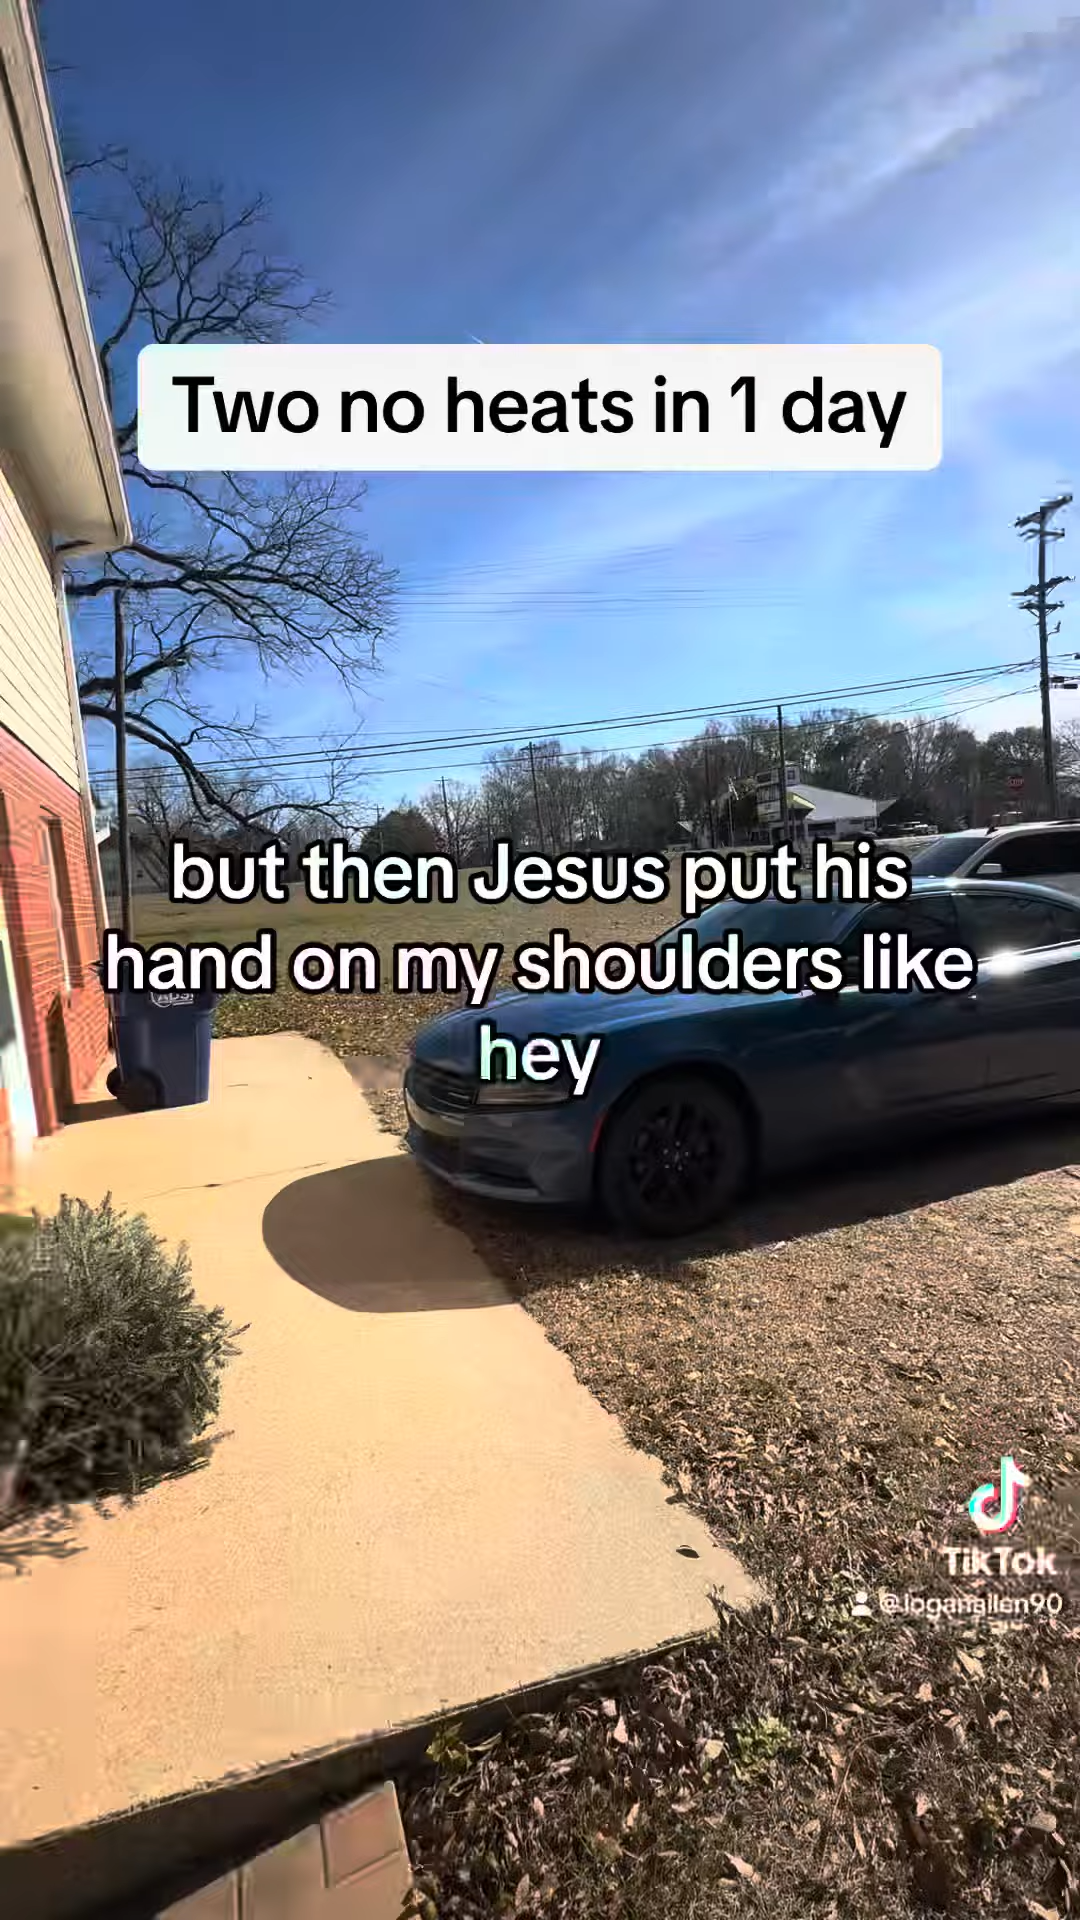 Two no heats in 1 day
but then Jesus put his
hand on my shoulders like
hey
TikTok
@loganallen90